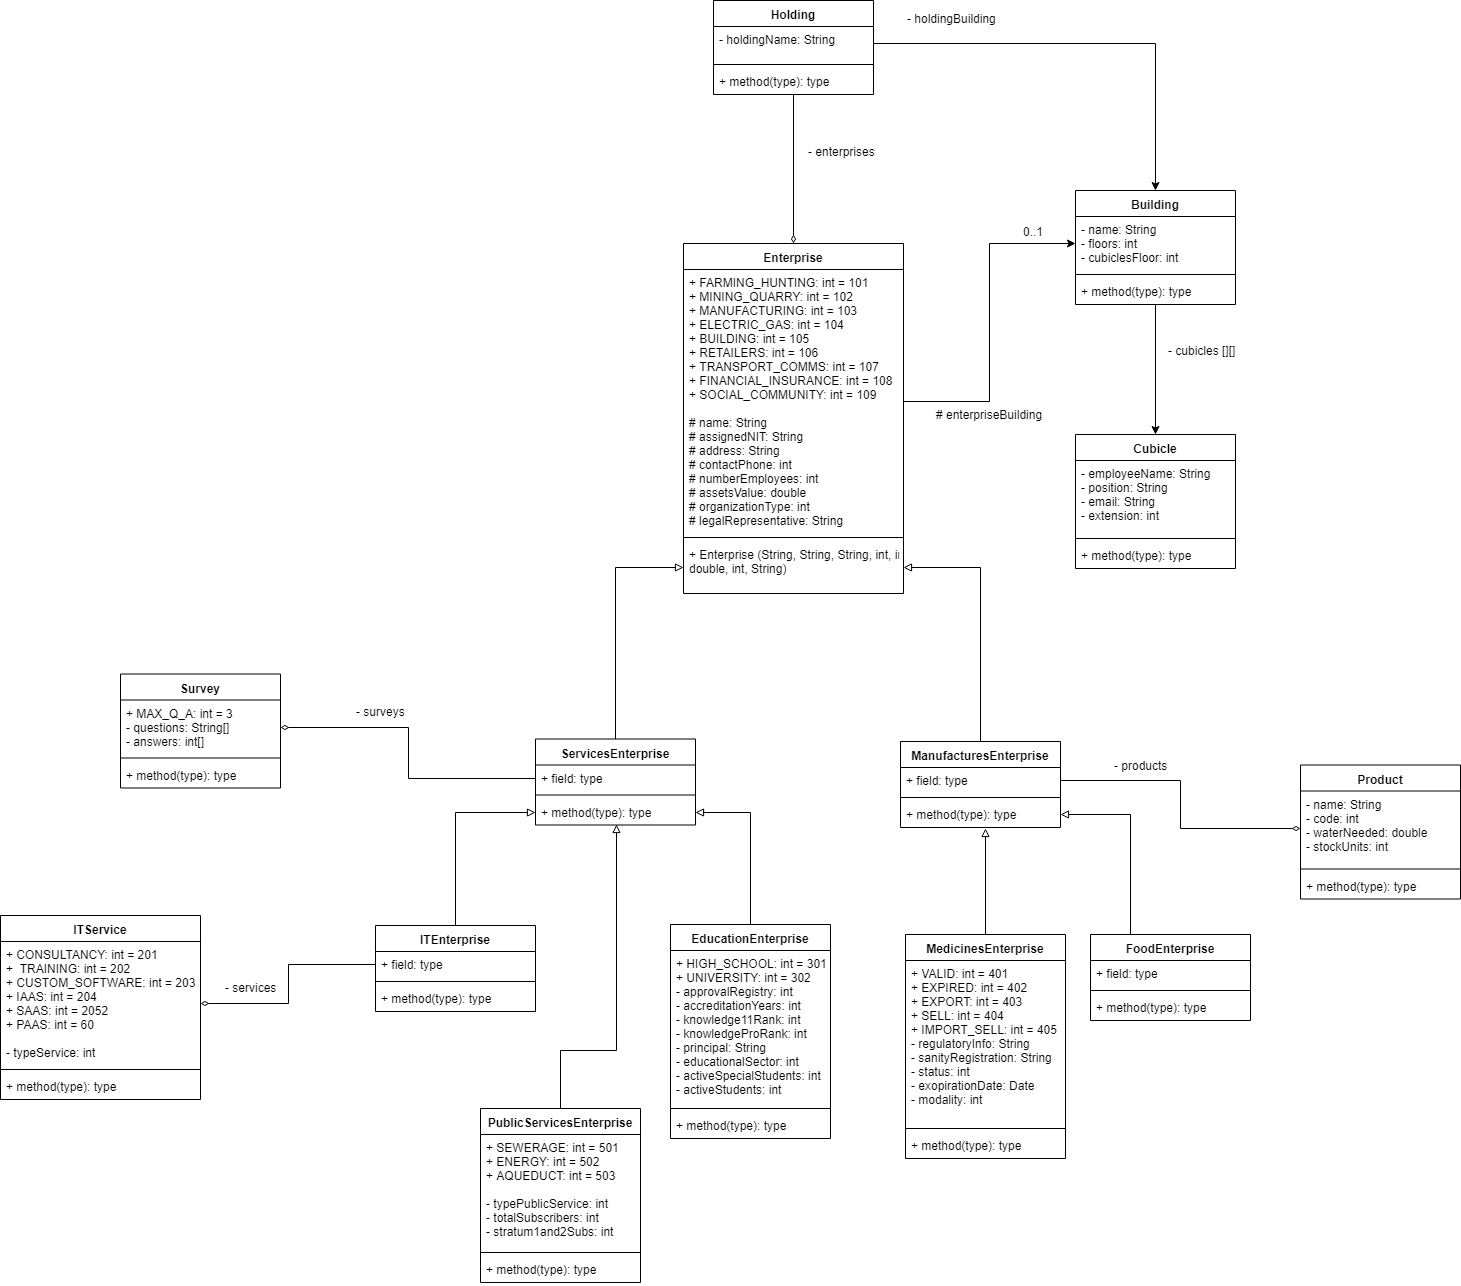 Holding
- holdingName: String
+ method(type): type
- holdingBuilding
- enterprises
Building
- name: String
- floors: int
- cubiclesFloor: int
+ method(type): type
0..1
- cubicles [][]
Enterprise
+ FARMING_HUNTING: int = 101
+ MINING_QUARRY: int = 102
+ MANUFACTURING: int = 103
+ ELECTRIC_GAS: int = 104
+ BUILDING: int = 105
+ RETAILERS: int = 106
+ TRANSPORT_COMMS: int = 107
+ FINANCIAL_INSURANCE: int = 108
+ SOCIAL_COMMUNITY: int = 109
# name: String
# assignedNIT: String
# address: String
# contactPhone: int
# numberEmployees: int
# assetsValue: double
# organizationType: int
# legalRepresentative: String
+ Enterprise (String, String, String, int, i
double, int, String)
# enterpriseBuilding
Cubicle
- employeeName: String
- position: String
- email: String
- extension: int
+ method(type): type
Survey
+ MAX_Q_A: int = 3
- questions: String[]
- answers: int[]
+ method(type): type
- surveys
ServicesEnterprise
+ field: type
+ method(type): type
ManufacturesEnterprise
+ field: type
+ method(type): type
- products
Product
- name: String
- code: int
- waterNeeded: double
- stockUnits: int
+ method(type): type
ITService
+ CONSULTANCY: int = 201
+ TRAINING: int = 202
+ CUSTOM_SOFTWARE: int = 203
+ IAAS: int = 204
+ SAAS: int = 2052
+ PAAS: int = 60
- typeService: int
+ method(type): type
- services
ITEnterprise
+ field: type
+ method(type): type
EducationEnterprise
+ HIGH_SCHOOL: int = 301
+ UNIVERSITY: int = 302
- approvalRegistry: int
- accreditationYears: int
- knowledge11Rank: int
- knowledgeProRank: int
- principal: String
- educationalSector: int
- activeSpecialStudents: int
- activeStudents: int
+ method(type): type
MedicinesEnterprise
+ VALID: int = 401
+ EXPIRED: int = 402
+ EXPORT: int = 403
+ SELL: int = 404
+ IMPORT_SELL: int = 405
- regulatoryInfo: String
- sanityRegistration: String
- status: int
- exopirationDate: Date
- modality: int
+ method(type): type
FoodEnterprise
+ field: type
+ method(type): type
PublicServicesEnterprise
+ SEWERAGE: int = 501
+ ENERGY: int = 502
+ AQUEDUCT: int = 503
- typePublicService: int
- totalSubscribers: int
- stratum1and2Subs: int
+ method(type): type